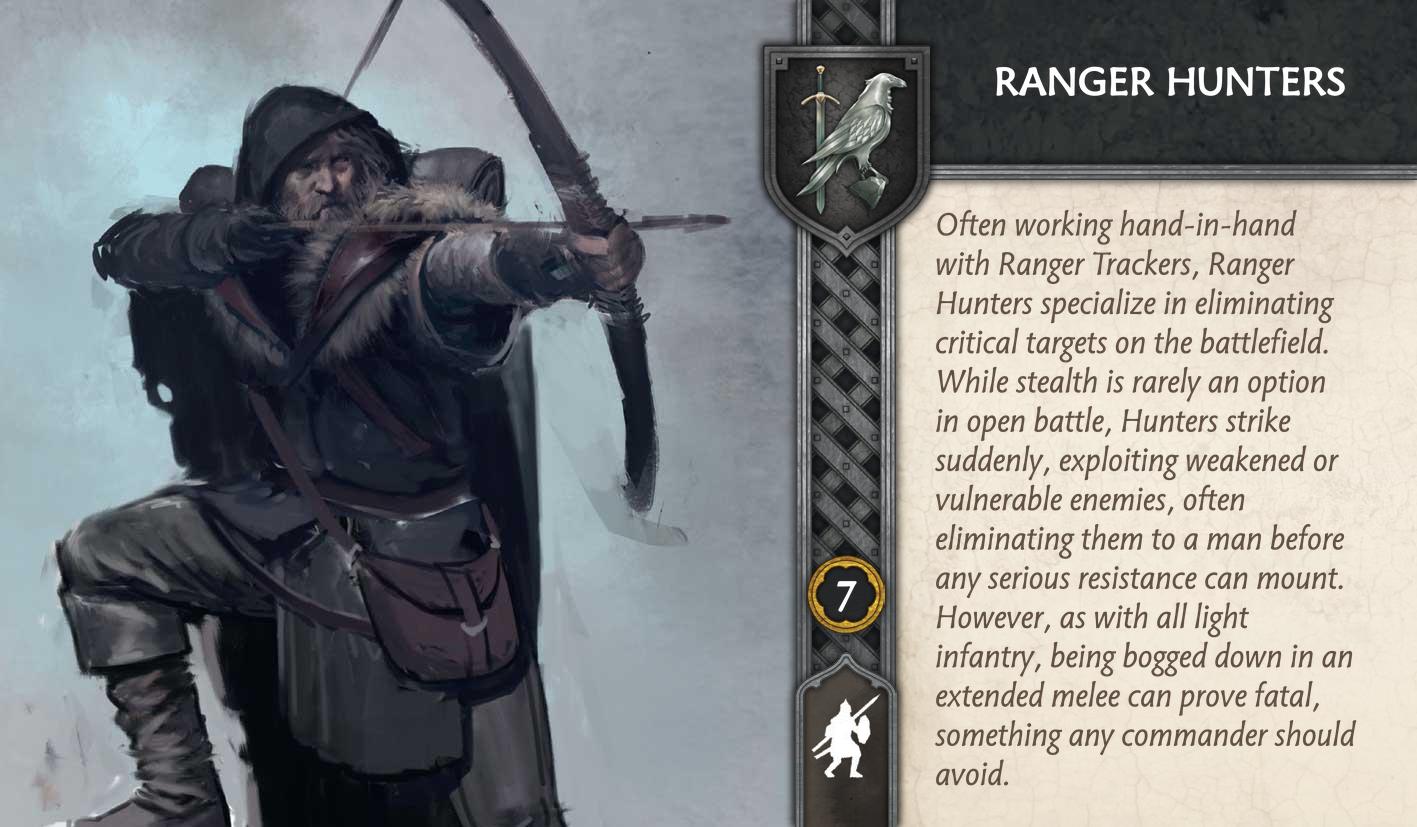 RANGER HUNTERS
Often working hand-in-hand
with Ranger Trackers, Ranger
Hunters specialize in eliminating
critical targets on the battlefield.
While stealth is rarely an option
in open battle, Hunters strike
suddenly, exploiting weakened or
vulnerable enemies, often
eliminating them to a man before
any serious resistance can mount.
However, as with all light
infantry, being bogged down in an
extended melee can prove fatal,
something any commander should
avoid.
7